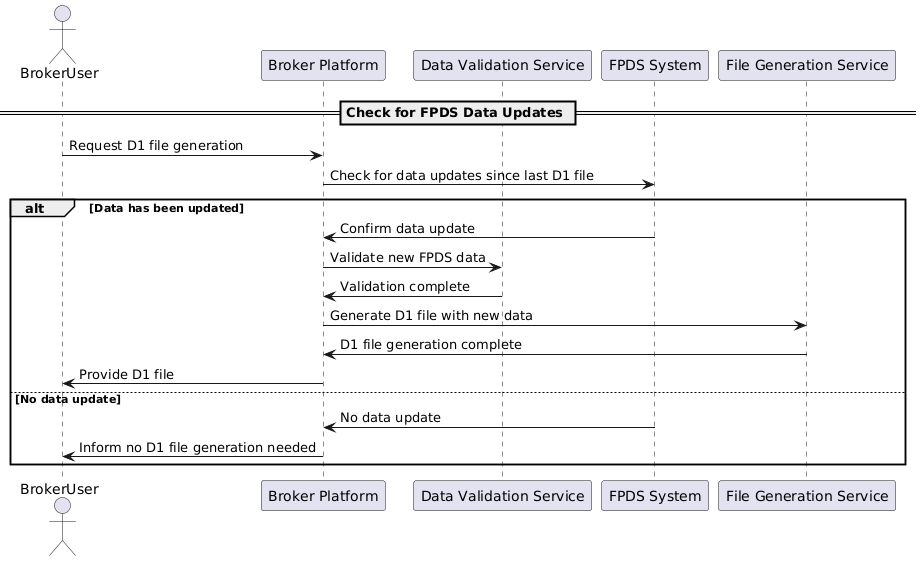 BrokerUser
Broker Platform
Data Validation Service
FPDS System
File Generation Service
Check for FPDS Data Updates
Request D1 file generation
Check for data updates since last D1 file
alt
[Data has been updated]
Confirm data update
Validate new FPDS data
Validation complete
Generate D1 file with new data
D1 file generation complete
Provide D1 file
[No data update]
No data update
Inform no D1 file generation needed
BrokerUser
Broker Platform
Data Validation Service
FPDS System
File Generation Service